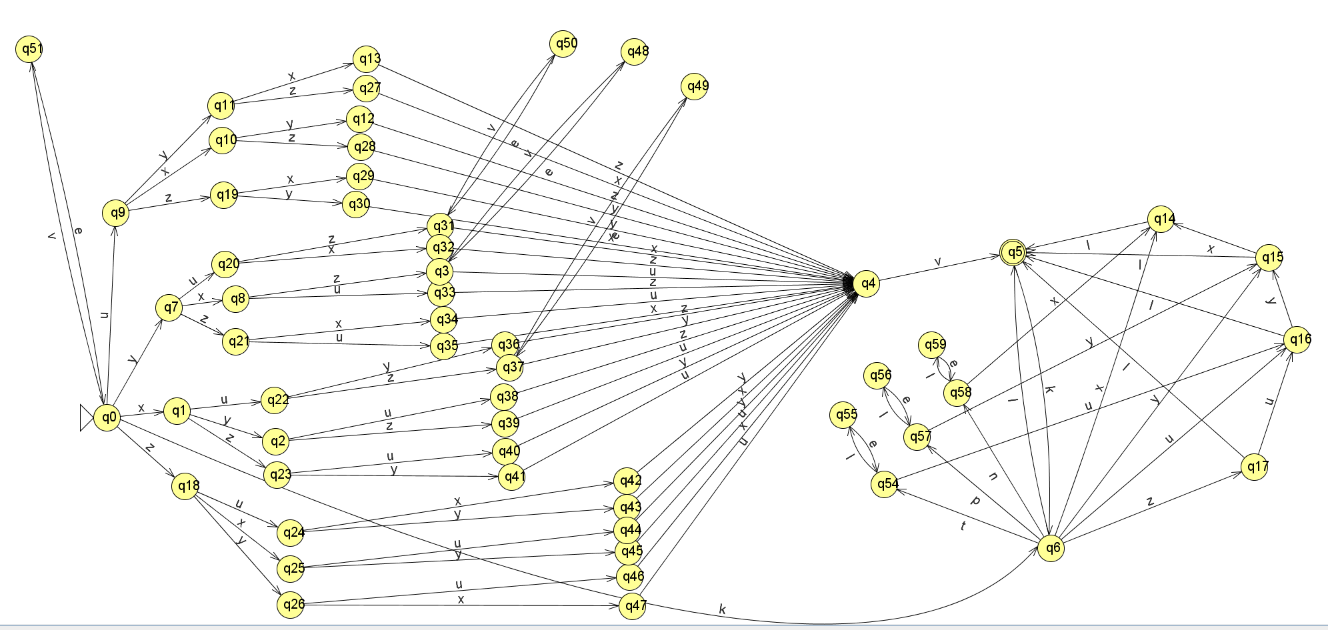 q51
q50
q48
q13
q49
q27
q11
q12
q10
q28
q29
q19
q30
q9
q31
q14
q32
q5
q15
q20
q3
q4
q33
q8
q7
q34
q16
q21
q35
q36
q59
q37
q56
q58
q38
q22
q1
q55
q0
q39
q57
q2
q40
q17
q23
q41
q54
q42
q18
q43
q24
q44
q6
q45
q25
q46
q26
q47
x
z
y
z
x
y
y
x
z
v
e
u
y
x
z
u
x
z
z
x
z
u
x
u
u
y
z
y
z
u
z
u
y
u
x
y
x
y
u
y
u
x
v
e
v
e
v
e
z
x
z
y
x
z
u
z
u
x
z
y
z
u
y
u
y
x
y
u
x
u
v
k
l
k
l
l
l
l
x
y
u
x
y
u
z
x
y
u
n
p
t
e
l
e
l
e
l